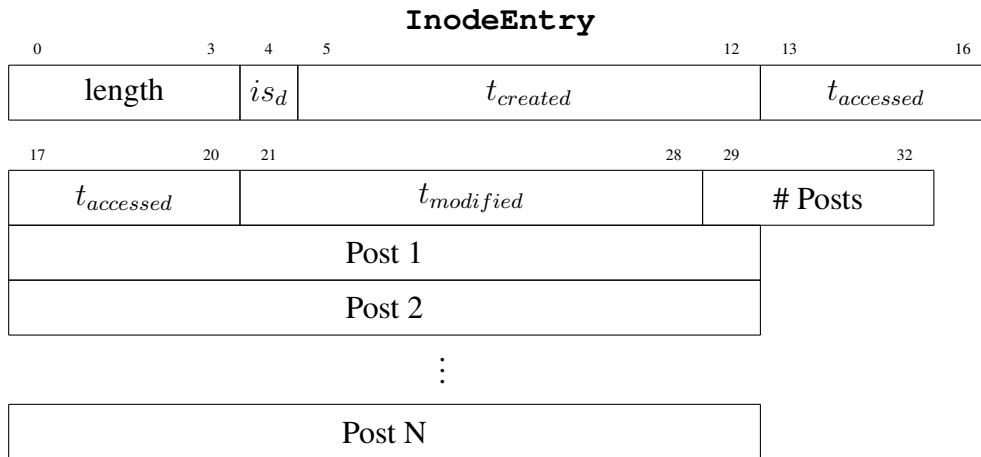 InodeEntry
0 3 4 5 12 13 16
length is_d t_created t_accessed
17 20 21 28 29 32
t_accessed t_modified # Posts
Post 1
Post 2
⋮
Post N